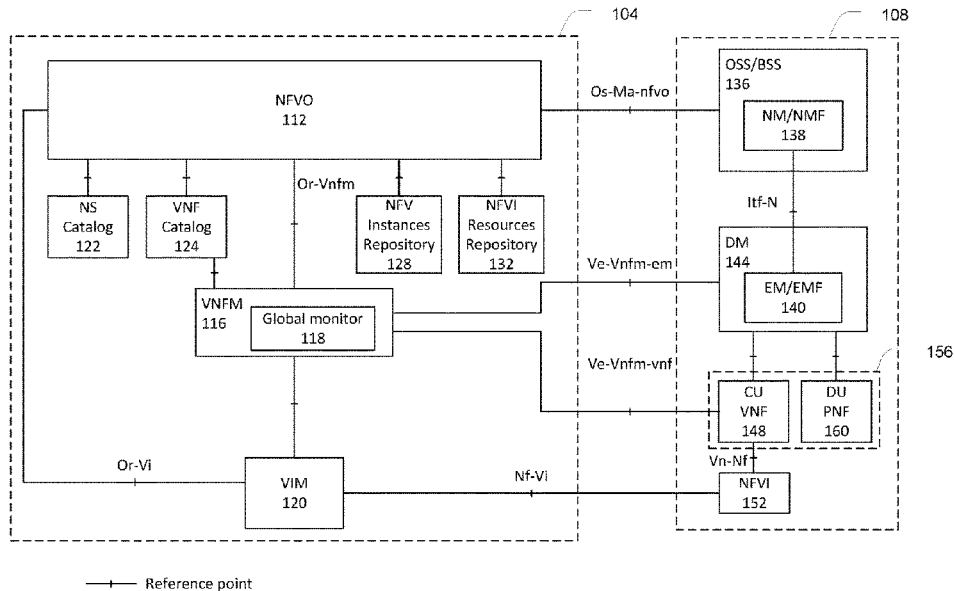 104
108
NFVO
112
Os-Ma-nfvo
OSS/BSS
136
NM/NMF
138
Or-Vnfm
Itf-N
NS
Catalog
122
VNF
Catalog
124
NFV
Instances
Repository
128
NFVI
Resources
Repository
132
DM
144
EM/EMF
140
Ve-Vnfm-em
VNFM
116
Global monitor
118
Ve-Vnfm-vnf
156
CU
VNF
148
DU
PNF
160
Vn-Nf
Or-Vi
VIM
120
Nf-Vi
NFVI
152
Reference point